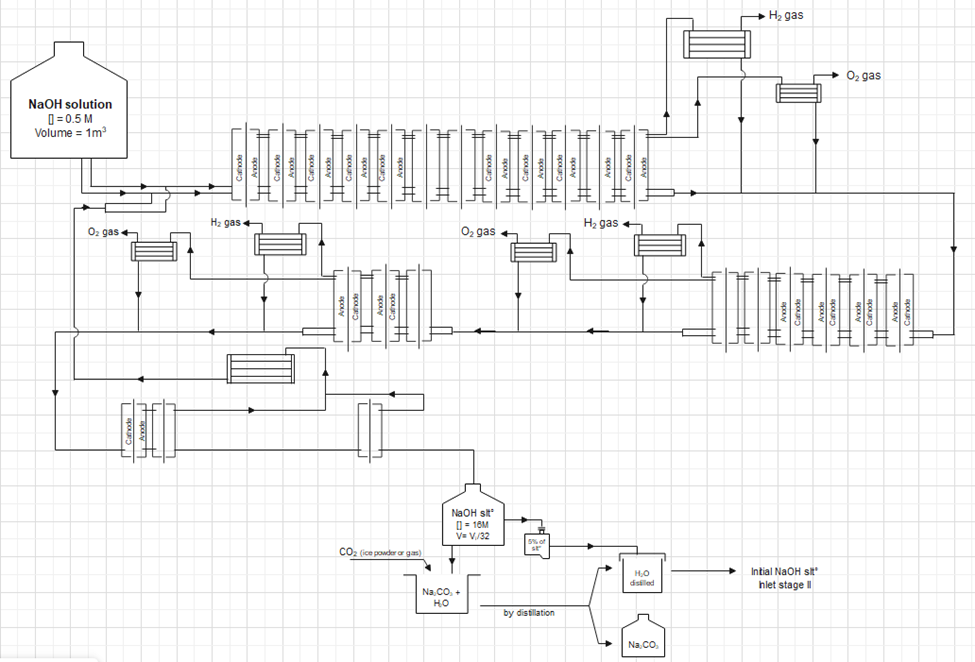 H₂ gas
O₂ gas
NaOH solution
[] = 0.5 M
Volume = 1m³
Cathode
Anode
Cathode
Anode
Cathode
Anode
Cathode
Anode
Cathode
Anode
Cathode
Anode
Cathode
Anode
Cathode
Anode
Anode
Cathode
Anode
O₂ gas
H₂ gas
O₂ gas
H₂ gas
Anode
Cathode
Anode
Cathode
Anode
Cathode
Anode
Cathode
Anode
Cathode
Anode
Cathode
Cathode
Anode
NaOH slt°
[] = 16M
V= Vᵢ/32
5% of
slt°
CO₂ (ice powder or gas)
Na₂CO₃ +
H₂O
by distillation
H₂O
distilled
Initial NaOH slt°
Inlet stage II
Na₂CO₃